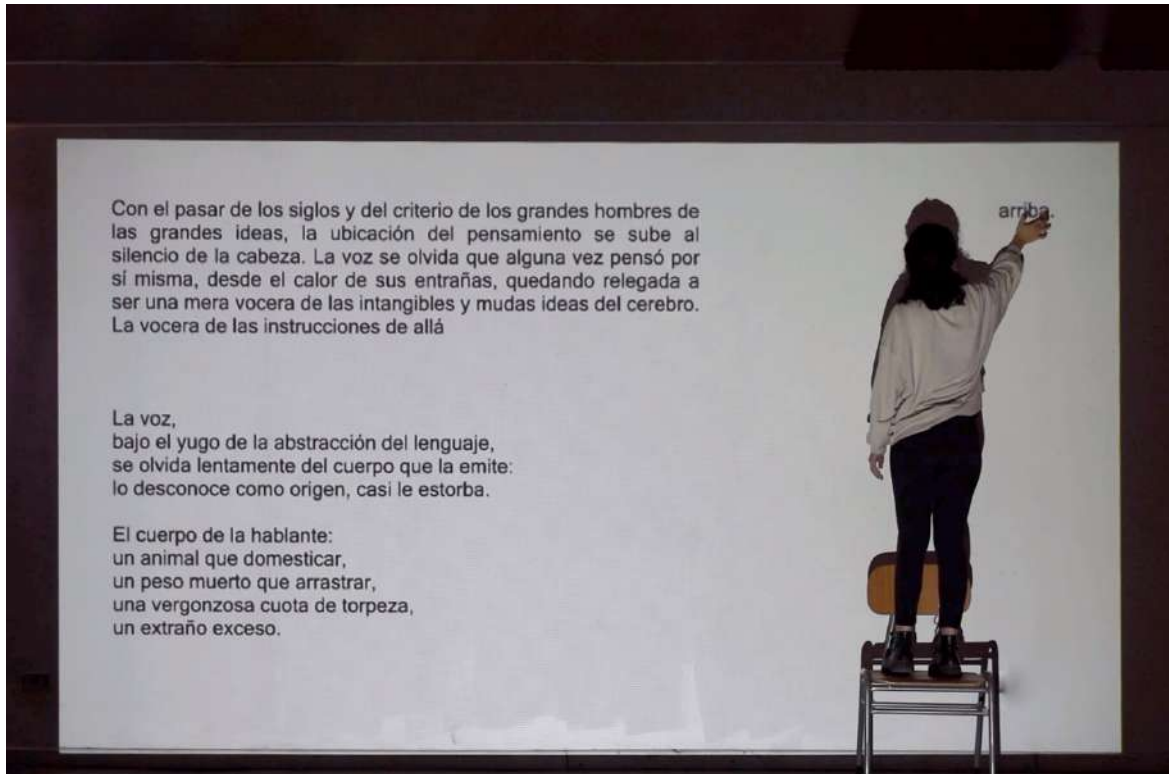 Con el pasar de los siglos y del criterio de los grandes hombres de
las grandes ideas, la ubicación del pensamiento se sube al
silencio de la cabeza. La voz se olvida que alguna vez pensó por
sí misma, desde el calor de sus entrañas, quedando relegada a
ser una mera vocera de las intangibles y mudas ideas del cerebro.
La vocera de las instrucciones de allá
arriba.
La voz,
bajo el yugo de la abstracción del lenguaje,
se olvida lentamente del cuerpo que la emite:
lo desconoce como origen, casi le estorba.
El cuerpo de la hablante:
un animal que domesticar,
un peso muerto que arrastrar,
una vergonzosa cuota de torpeza,
un extraño exceso.